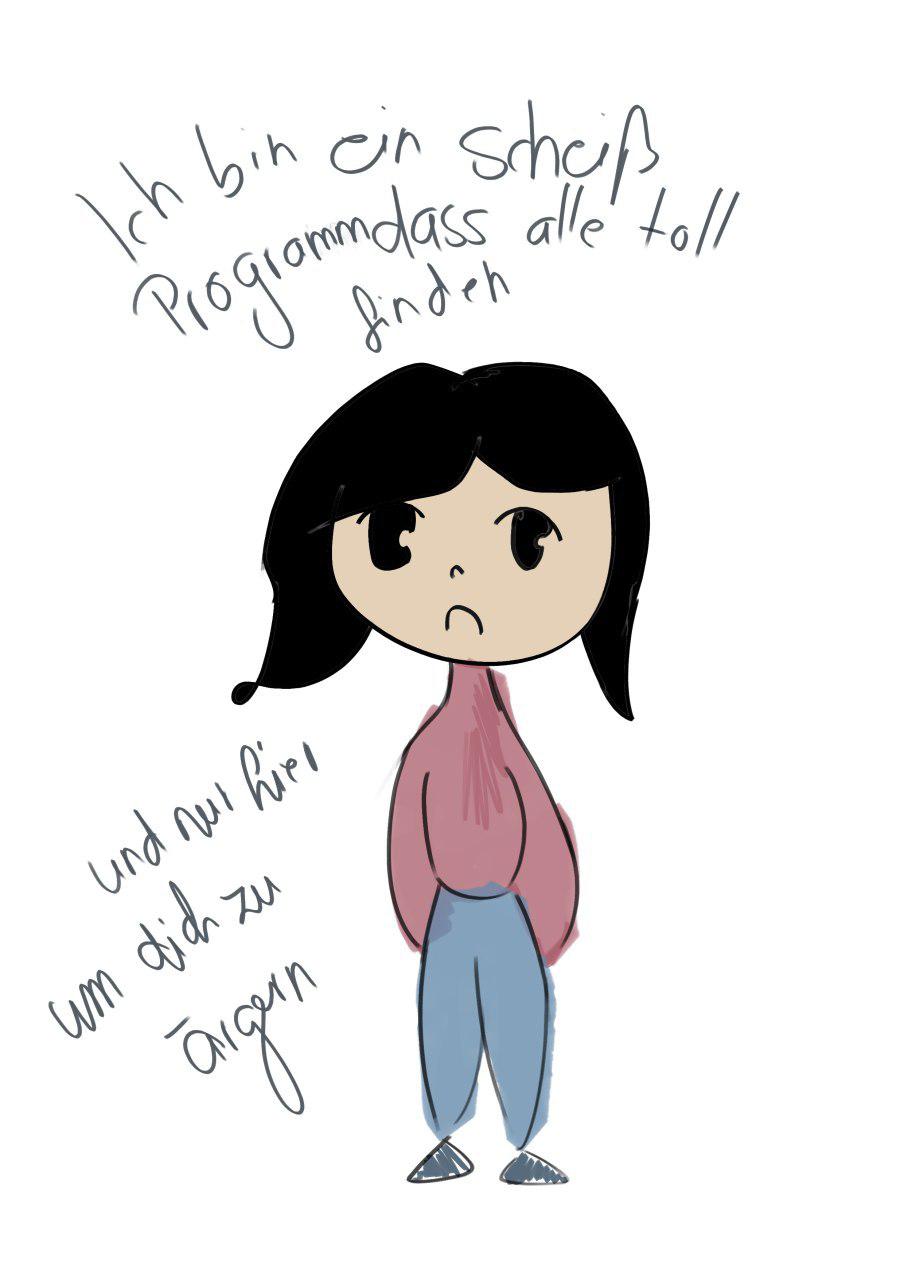 Ich bin ein scheiß
Programmdass alle toll
finden
und nur hier
um dich zu
ärgern